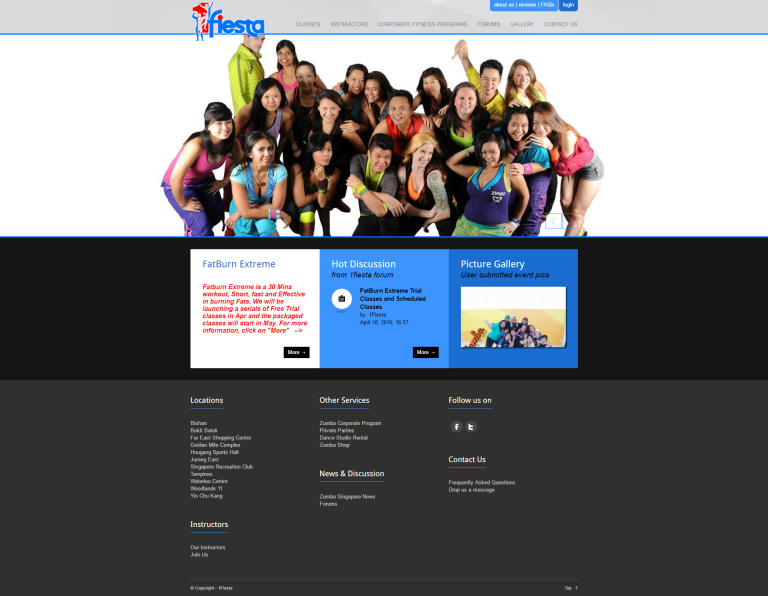 about us | reviews | FAQs
login
1fiesta
CLASSES
INSTRUCTORS
CORPORATE FITNESS PROGRAMS
FORUMS
GALLERY
CONTACT US
FatBurn Extreme
Fatburn Extreme is a 30 Mins
workout, Short, fast and Effective
in burning Fats. We will be
launching a serials of Free Trial
classes in Apr and the packaged
classes will start in May. For more
information, click on "More" -->
More →
Hot Discussion
from 1fiesta forum
FatBurn Extreme Trial
Classes and Scheduled
Classes
by: 1Fiesta
April 18, 2016, 16:57
More →
Picture Gallery
User submitted event pics
Locations
Bishan
Bukit Batok
Far East Shopping Centre
Golden Mile Complex
Hougang Sports Hall
Jurong East
Singapore Recreation Club
Tampines
Waterloo Centre
Woodlands 11
Yio Chu Kang
Instructors
Our Instructors
Join Us
Other Services
Zumba Corporate Program
Private Parties
Dance Studio Rental
Zumba Shop
News & Discussion
Zumba Singapore News
Forums
Follow us on
Contact Us
Frequently Asked Questions
Drop us a message
© Copyright - 1Fiesta
Top ↑